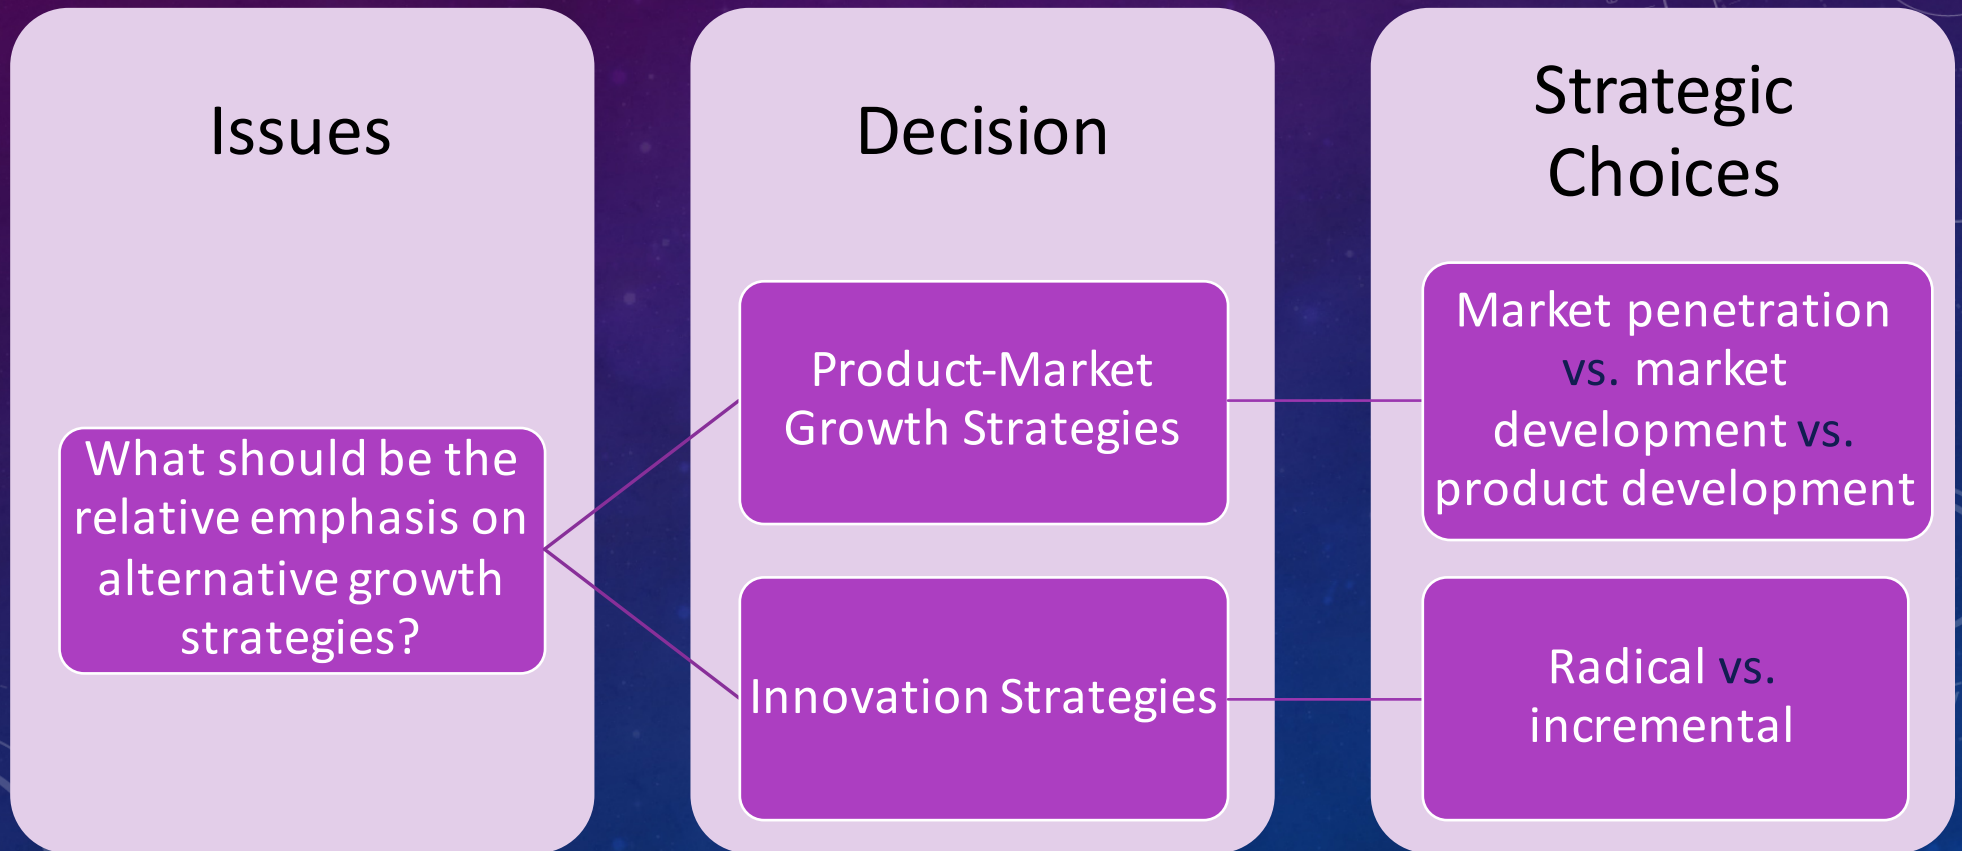 Issues
What should be the
relative emphasis on
alternative growth
strategies?
Decision
Product-Market
Growth Strategies
Innovation Strategies
Strategic
Choices
Market penetration
vs. market
development vs.
product development
Radical vs.
incremental